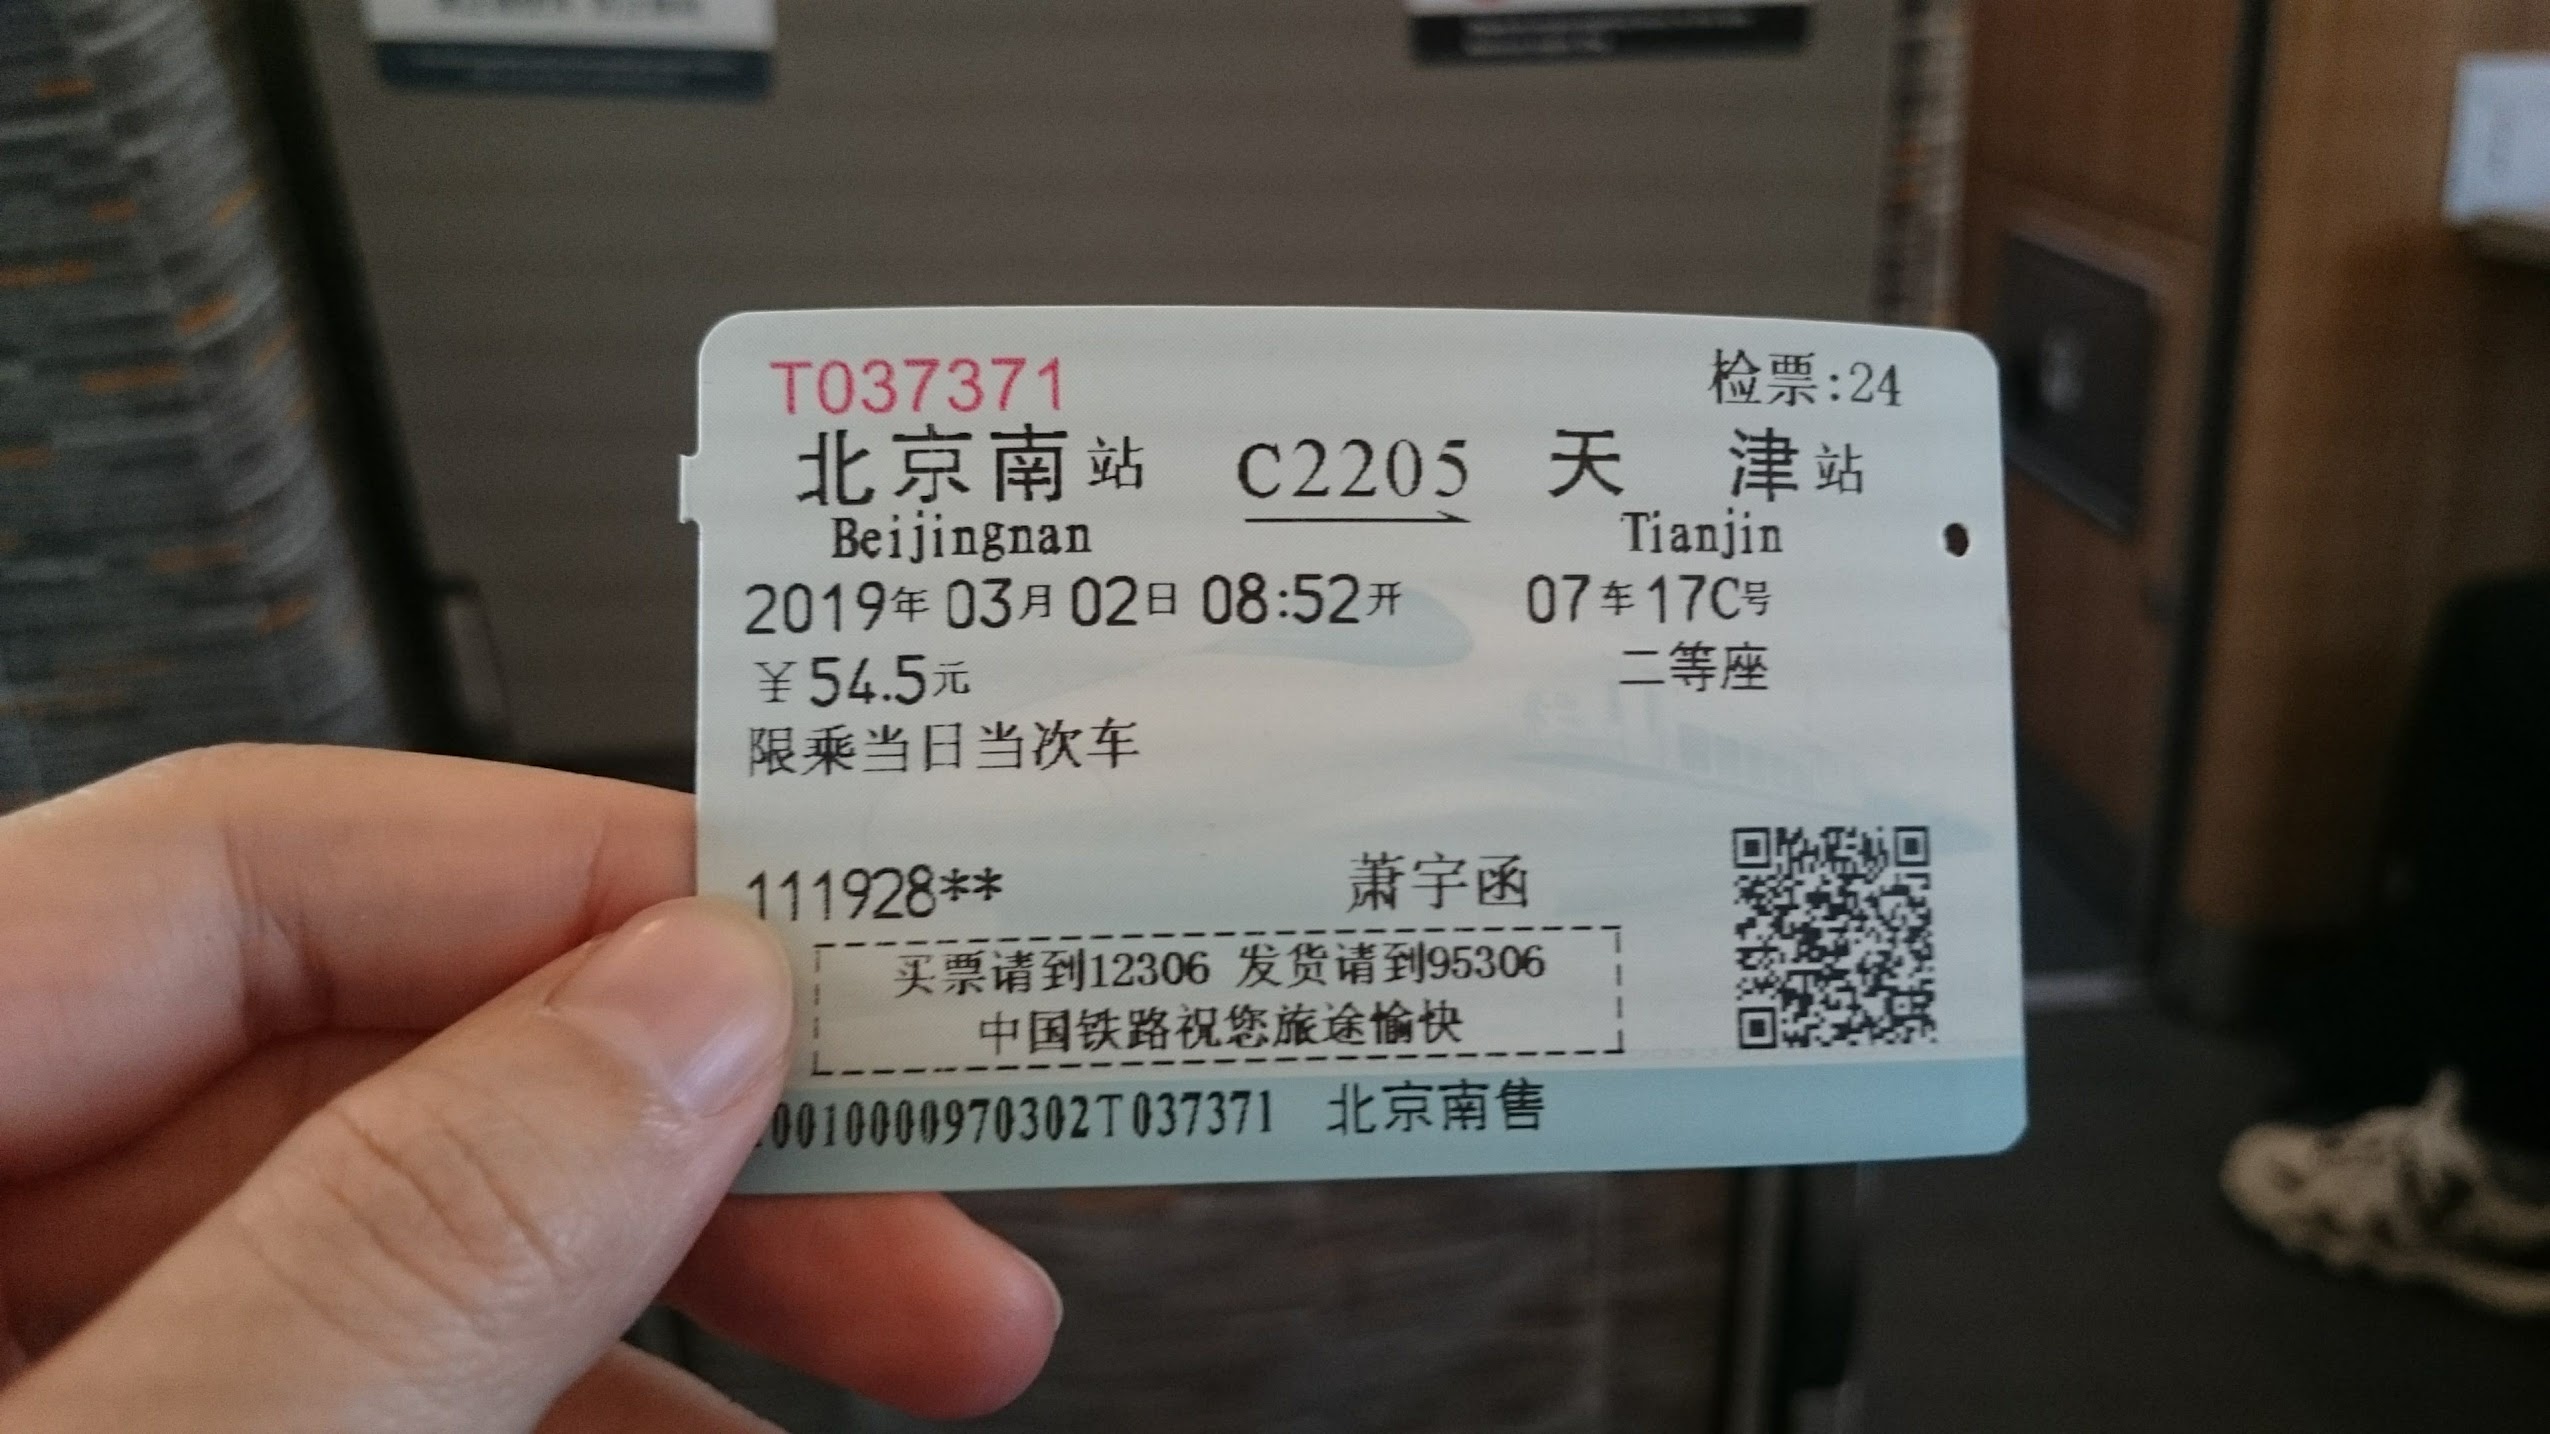 T037371 检票:24
北京南站 C2205 天津站
Beijingnan Tianjin
2019年03月02日08:52开 07车17C号
¥54.5元 二等座
限乘当日当次车
111928** 萧宇函
买票请到12306 发货请到95306
中国铁路祝您旅途愉快
0010000970302T037371 北京南售